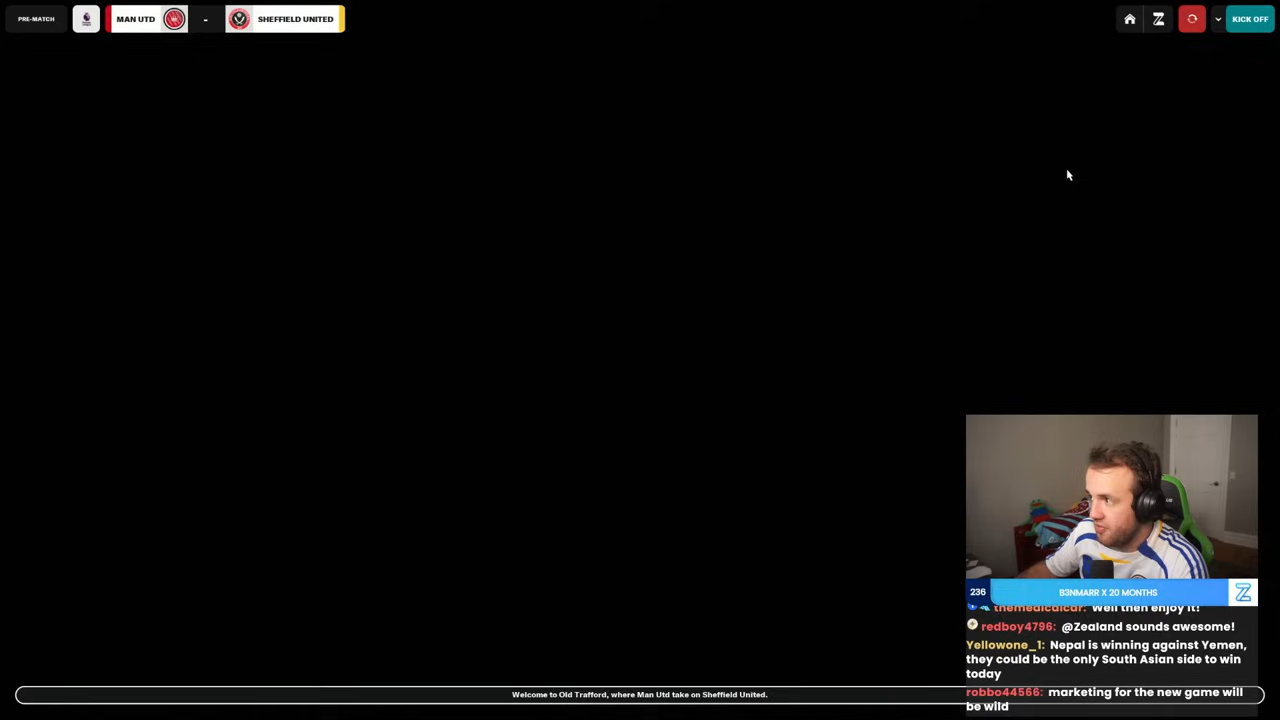 PRE-MATCH
MAN UTD
-
SHEFFIELD UNITED
KICK OFF
236
B3NMARR X 20 MONTHS
themedicalcar: Well then enjoy it!
redboy4796: @Zealand sounds awesome!
Yellowone_1: Nepal is winning against Yemen,
they could be the only South Asian side to win
today
robbo44566: marketing for the new game will
be wild
Welcome to Old Trafford, where Man Utd take on Sheffield United.